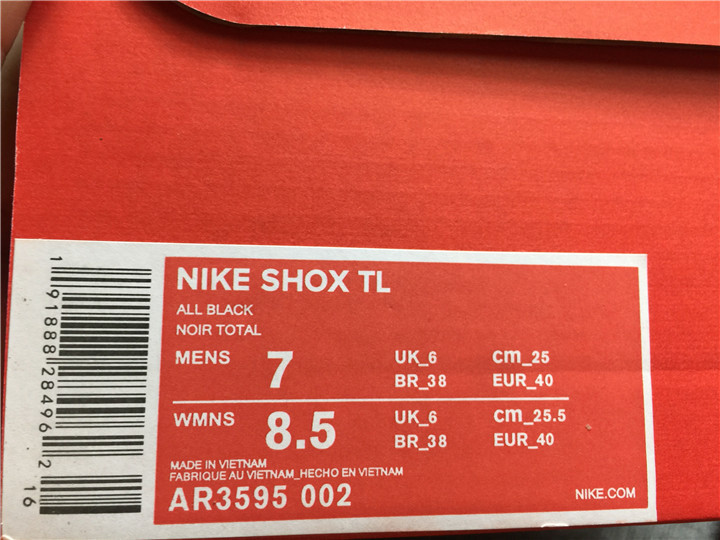 NIKE SHOX TL
ALL BLACK
NOIR TOTAL
MENS 7 UK_6 cm_25
BR_38 EUR_40
WMNS 8.5 UK_6 cm_25.5
BR_38 EUR_40
MADE IN VIETNAM
FABRIQUE AU VIETNAM_HECHO EN VIETNAM
AR3595 002
NIKE.COM
1 91888 28496 2 16